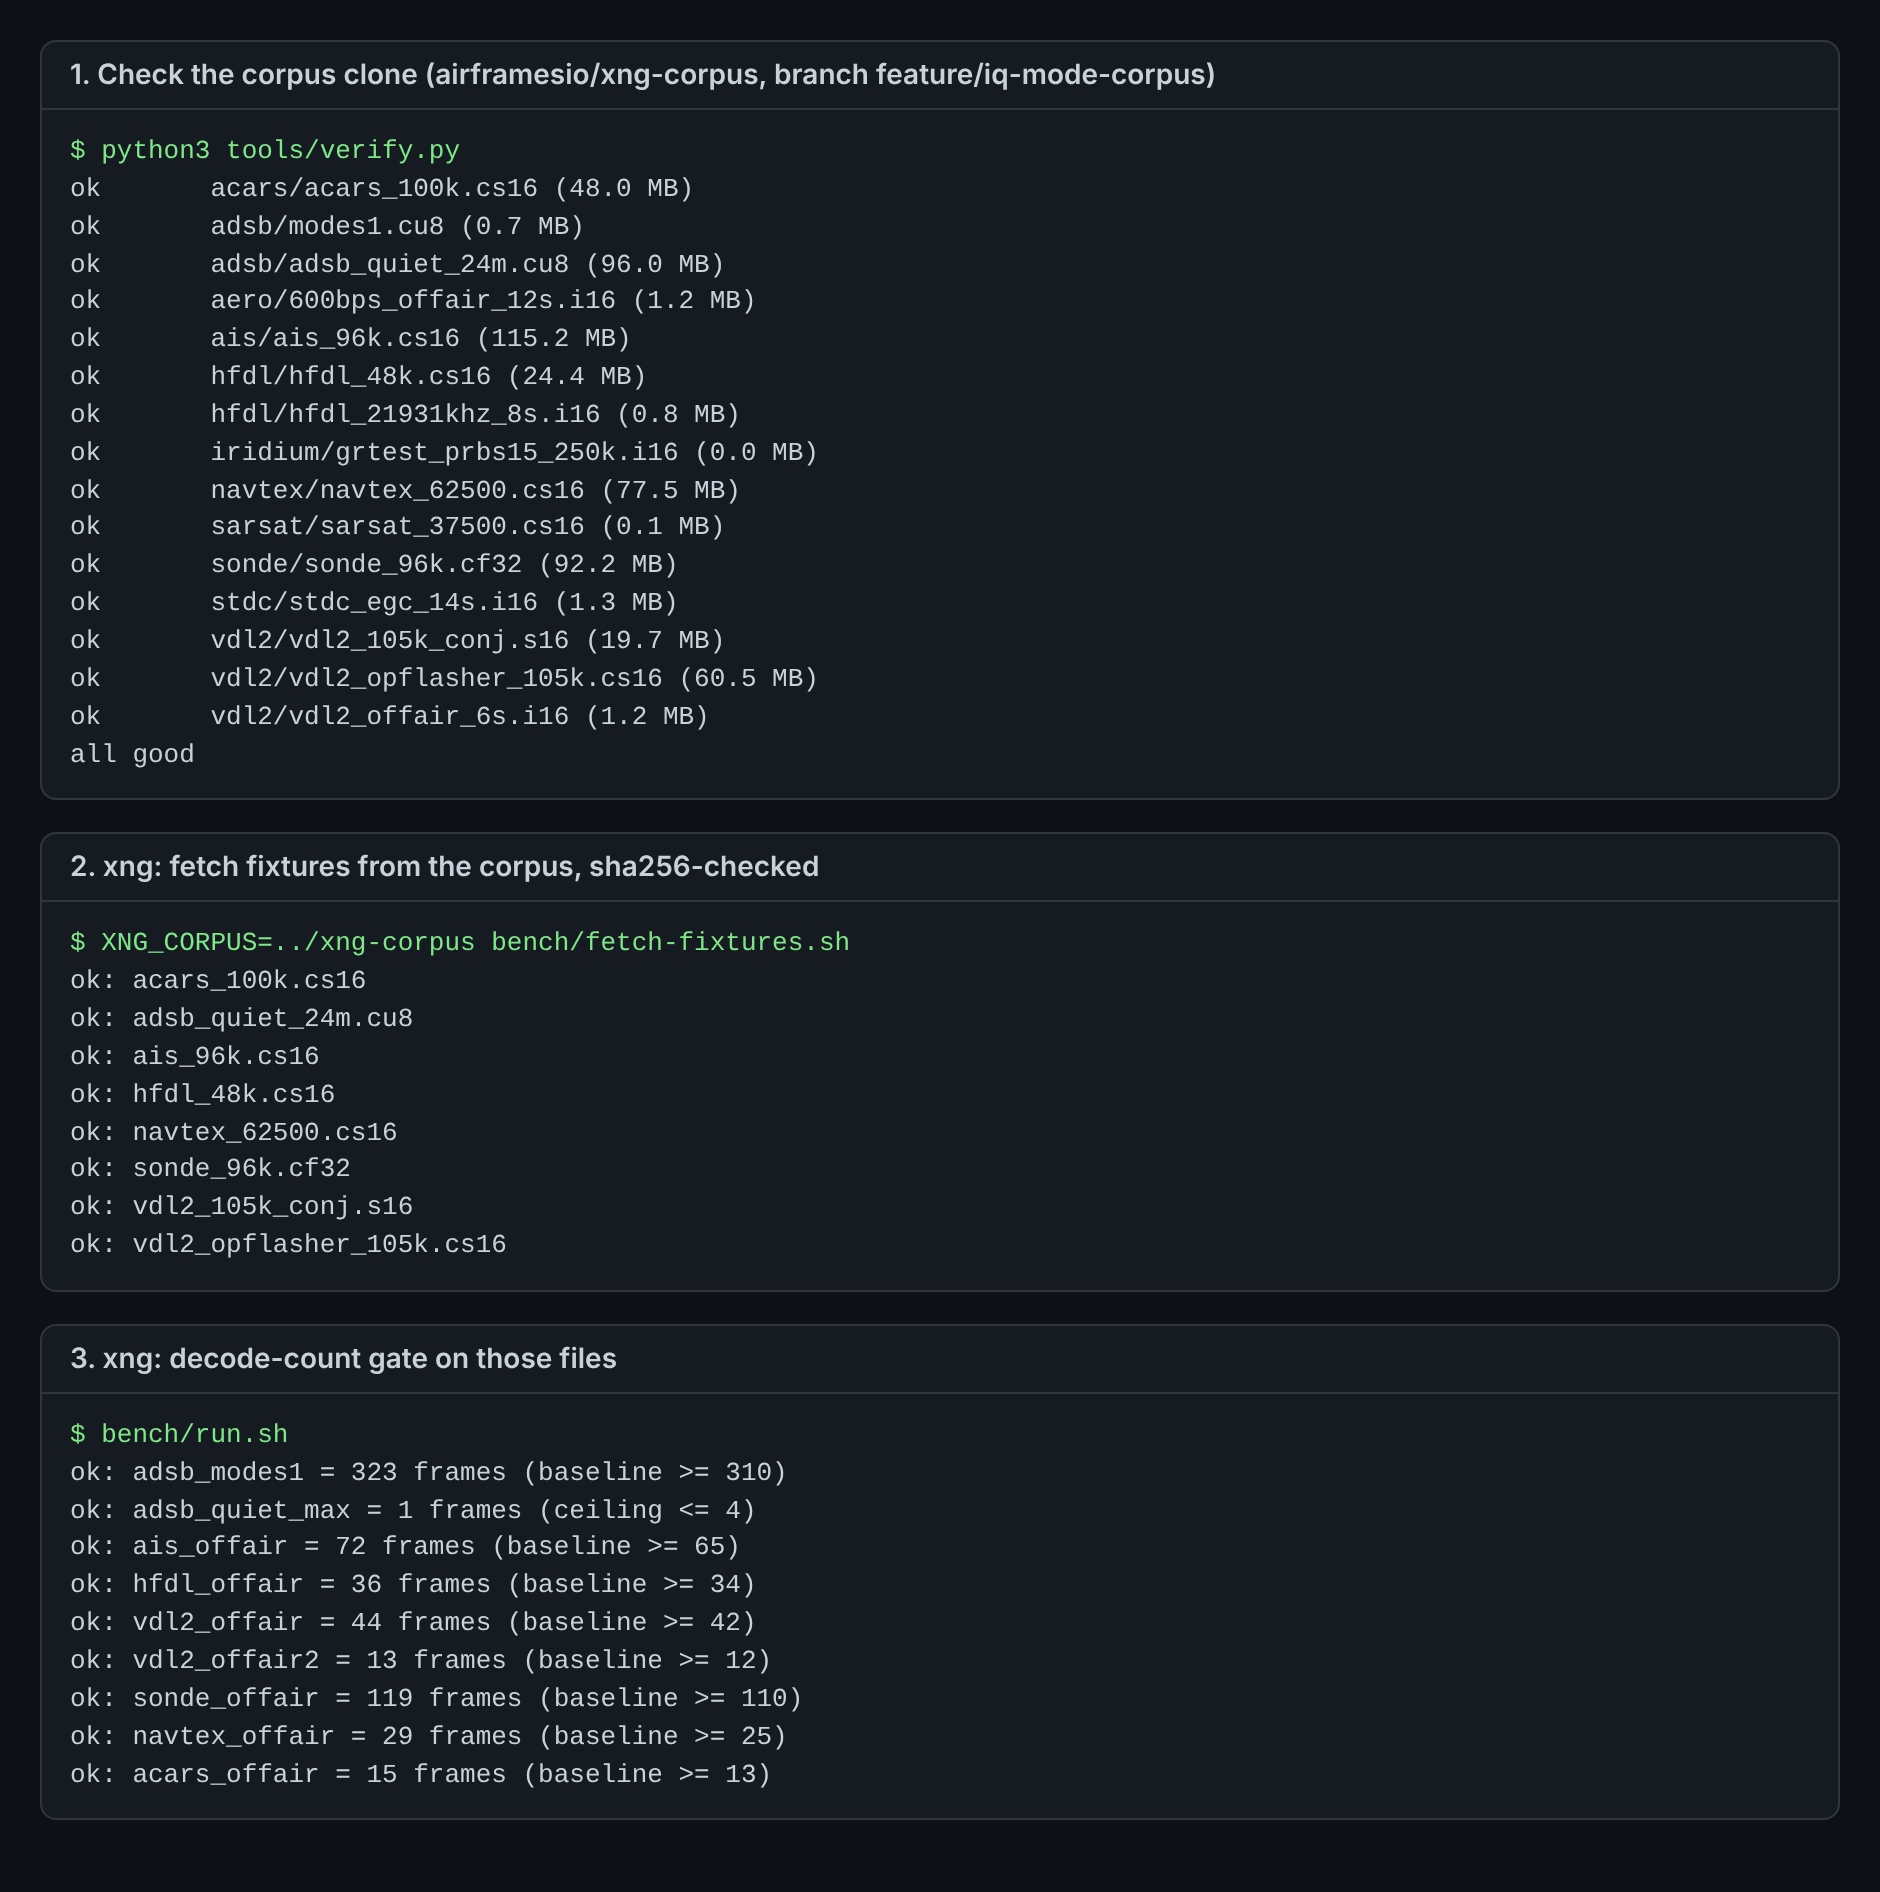 1. Check the corpus clone (airframesio/xng-corpus, branch feature/iq-mode-corpus)
$ python3 tools/verify.py
ok       acars/acars_100k.cs16 (48.0 MB)
ok       adsb/modes1.cu8 (0.7 MB)
ok       adsb/adsb_quiet_24m.cu8 (96.0 MB)
ok       aero/600bps_offair_12s.i16 (1.2 MB)
ok       ais/ais_96k.cs16 (115.2 MB)
ok       hfdl/hfdl_48k.cs16 (24.4 MB)
ok       hfdl/hfdl_21931khz_8s.i16 (0.8 MB)
ok       iridium/grtest_prbs15_250k.i16 (0.0 MB)
ok       navtex/navtex_62500.cs16 (77.5 MB)
ok       sarsat/sarsat_37500.cs16 (0.1 MB)
ok       sonde/sonde_96k.cf32 (92.2 MB)
ok       stdc/stdc_egc_14s.i16 (1.3 MB)
ok       vdl2/vdl2_105k_conj.s16 (19.7 MB)
ok       vdl2/vdl2_opflasher_105k.cs16 (60.5 MB)
ok       vdl2/vdl2_offair_6s.i16 (1.2 MB)
all good
2. xng: fetch fixtures from the corpus, sha256-checked
$ XNG_CORPUS=../xng-corpus bench/fetch-fixtures.sh
ok: acars_100k.cs16
ok: adsb_quiet_24m.cu8
ok: ais_96k.cs16
ok: hfdl_48k.cs16
ok: navtex_62500.cs16
ok: sonde_96k.cf32
ok: vdl2_105k_conj.s16
ok: vdl2_opflasher_105k.cs16
3. xng: decode-count gate on those files
$ bench/run.sh
ok: adsb_modes1 = 323 frames (baseline >= 310)
ok: adsb_quiet_max = 1 frames (ceiling <= 4)
ok: ais_offair = 72 frames (baseline >= 65)
ok: hfdl_offair = 36 frames (baseline >= 34)
ok: vdl2_offair = 44 frames (baseline >= 42)
ok: vdl2_offair2 = 13 frames (baseline >= 12)
ok: sonde_offair = 119 frames (baseline >= 110)
ok: navtex_offair = 29 frames (baseline >= 25)
ok: acars_offair = 15 frames (baseline >= 13)